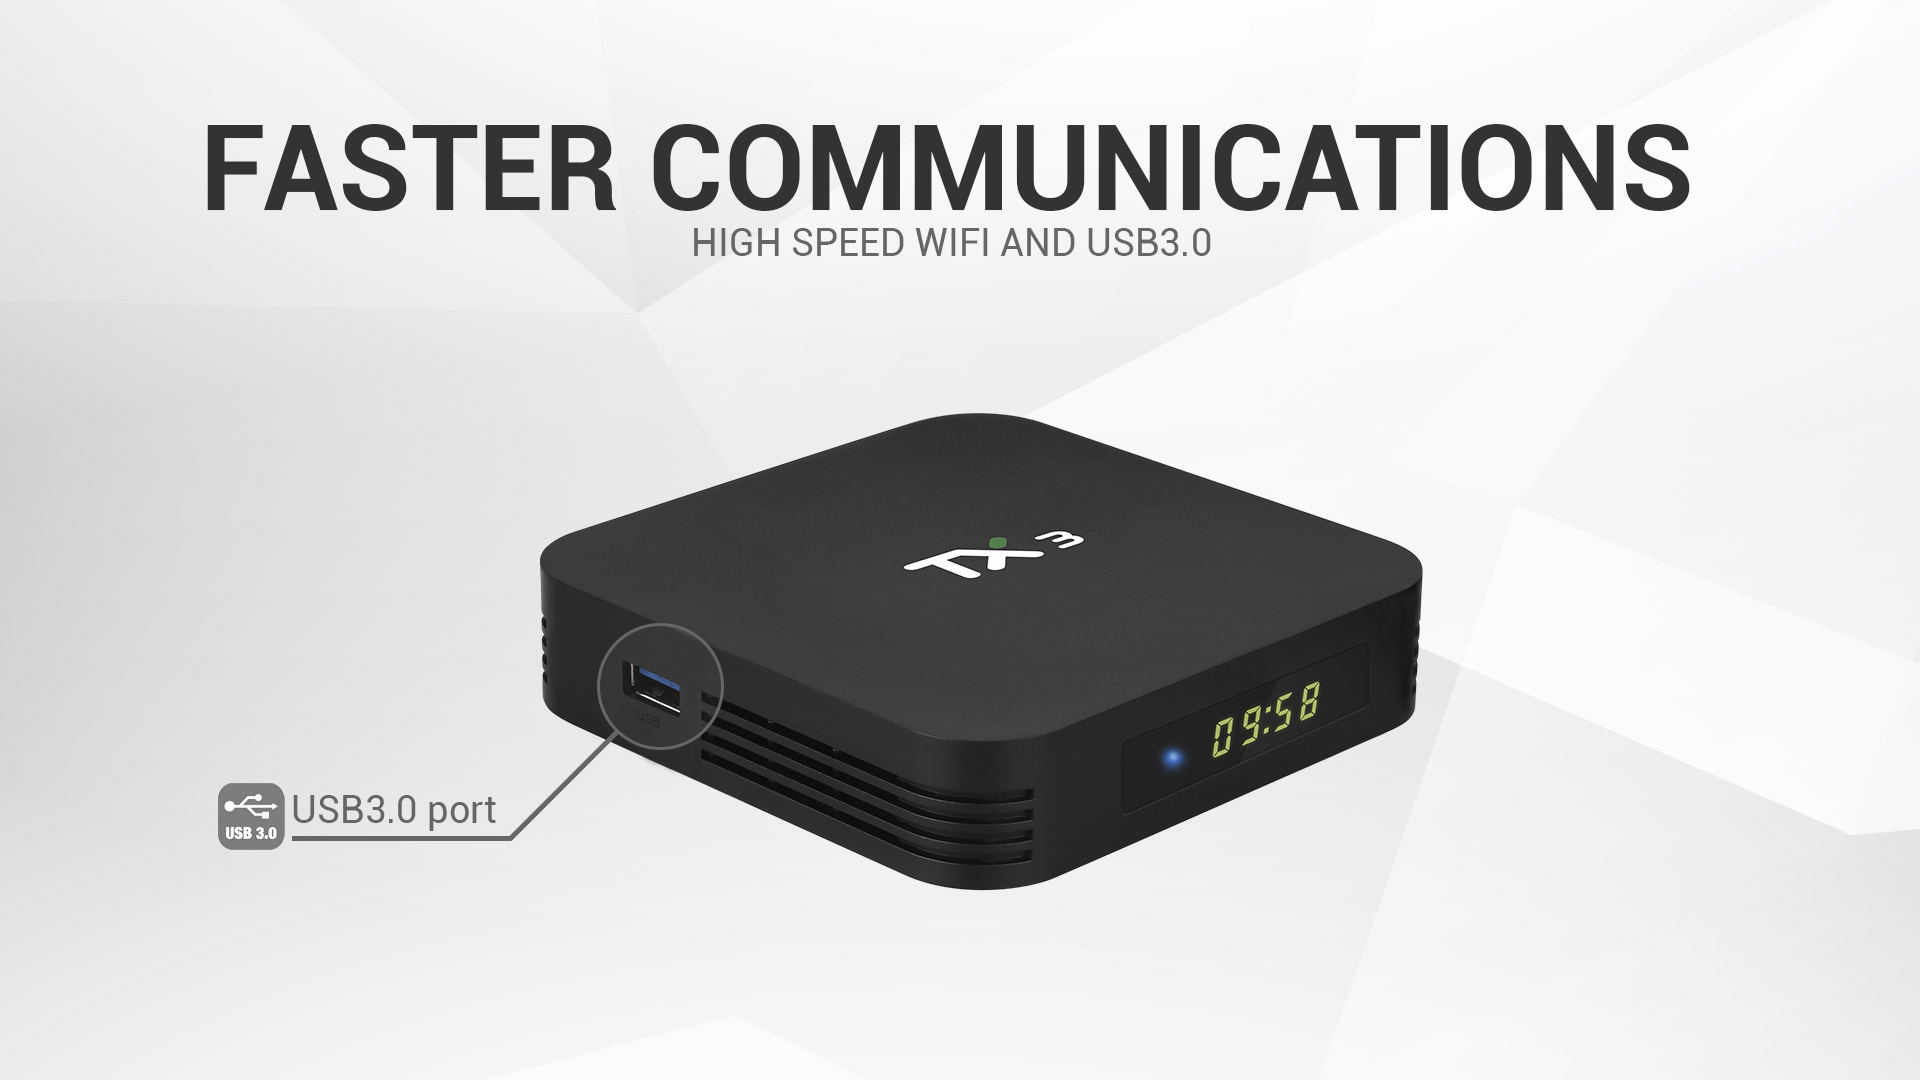 FASTER COMMUNICATIONS
HIGH SPEED WIFI AND USB3.0
TX3
USB
09:58
USB3.0 port
USB 3.0